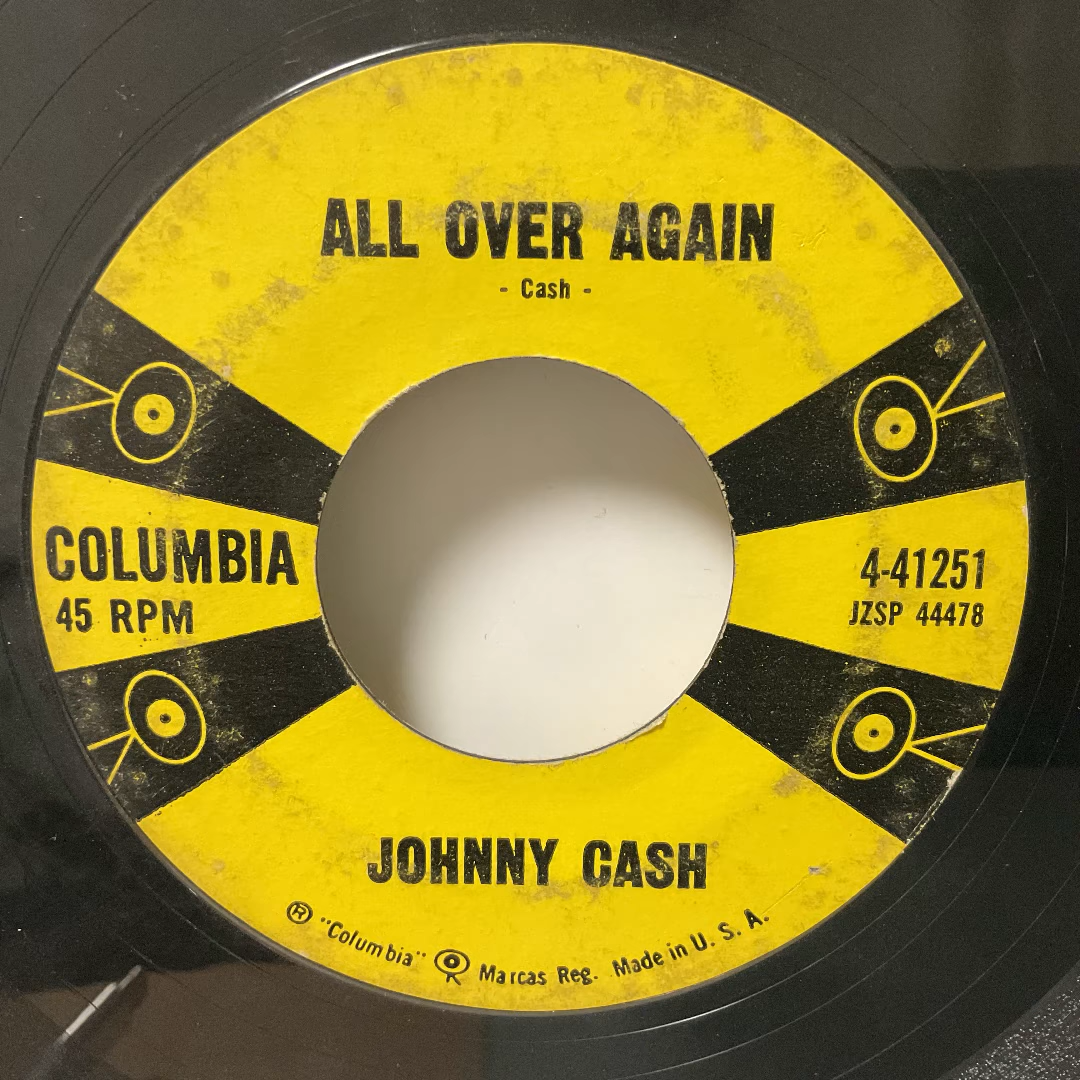 ALL OVER AGAIN
- Cash -
COLUMBIA
45 RPM
4-41251
JZSP 44478
JOHNNY CASH
® "Columbia" Marcas Reg. Made in U. S. A.